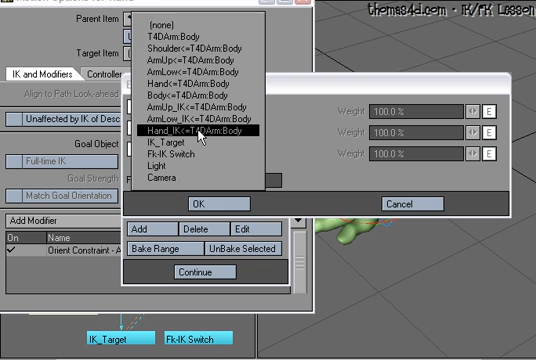 Motion Options for Hand
thomas4d.com - IK/FK Lesson
Parent Item
(none)
T4DArm:Body
Shoulder<=T4DArm:Body
Target Item
ArmUp<=T4DArm:Body
IK and Modifiers
Controller
ArmLow<=T4DArm:Body
Hand<=T4DArm:Body
Align to Path Look-ahead
Body<=T4DArm:Body
ArmUp_IK<=T4DArm:Body
Weight 100.0 % E
Unaffected by IK of Desc
ArmLow_IK<=T4DArm:Body
Hand_IK<=T4DArm:Body
Weight 100.0 % E
Goal Object
IK_Target
Full-time IK
Fk-IK Switch
Weight 100.0 % E
Goal Strength
Light
Camera
Match Goal Orientation
OK
Cancel
Add Modifier
Add
Delete
Edit
On
Name
Orient Constraint - A
Bake Range
UnBake Selected
Continue
IK_Target
Fk-IK Switch